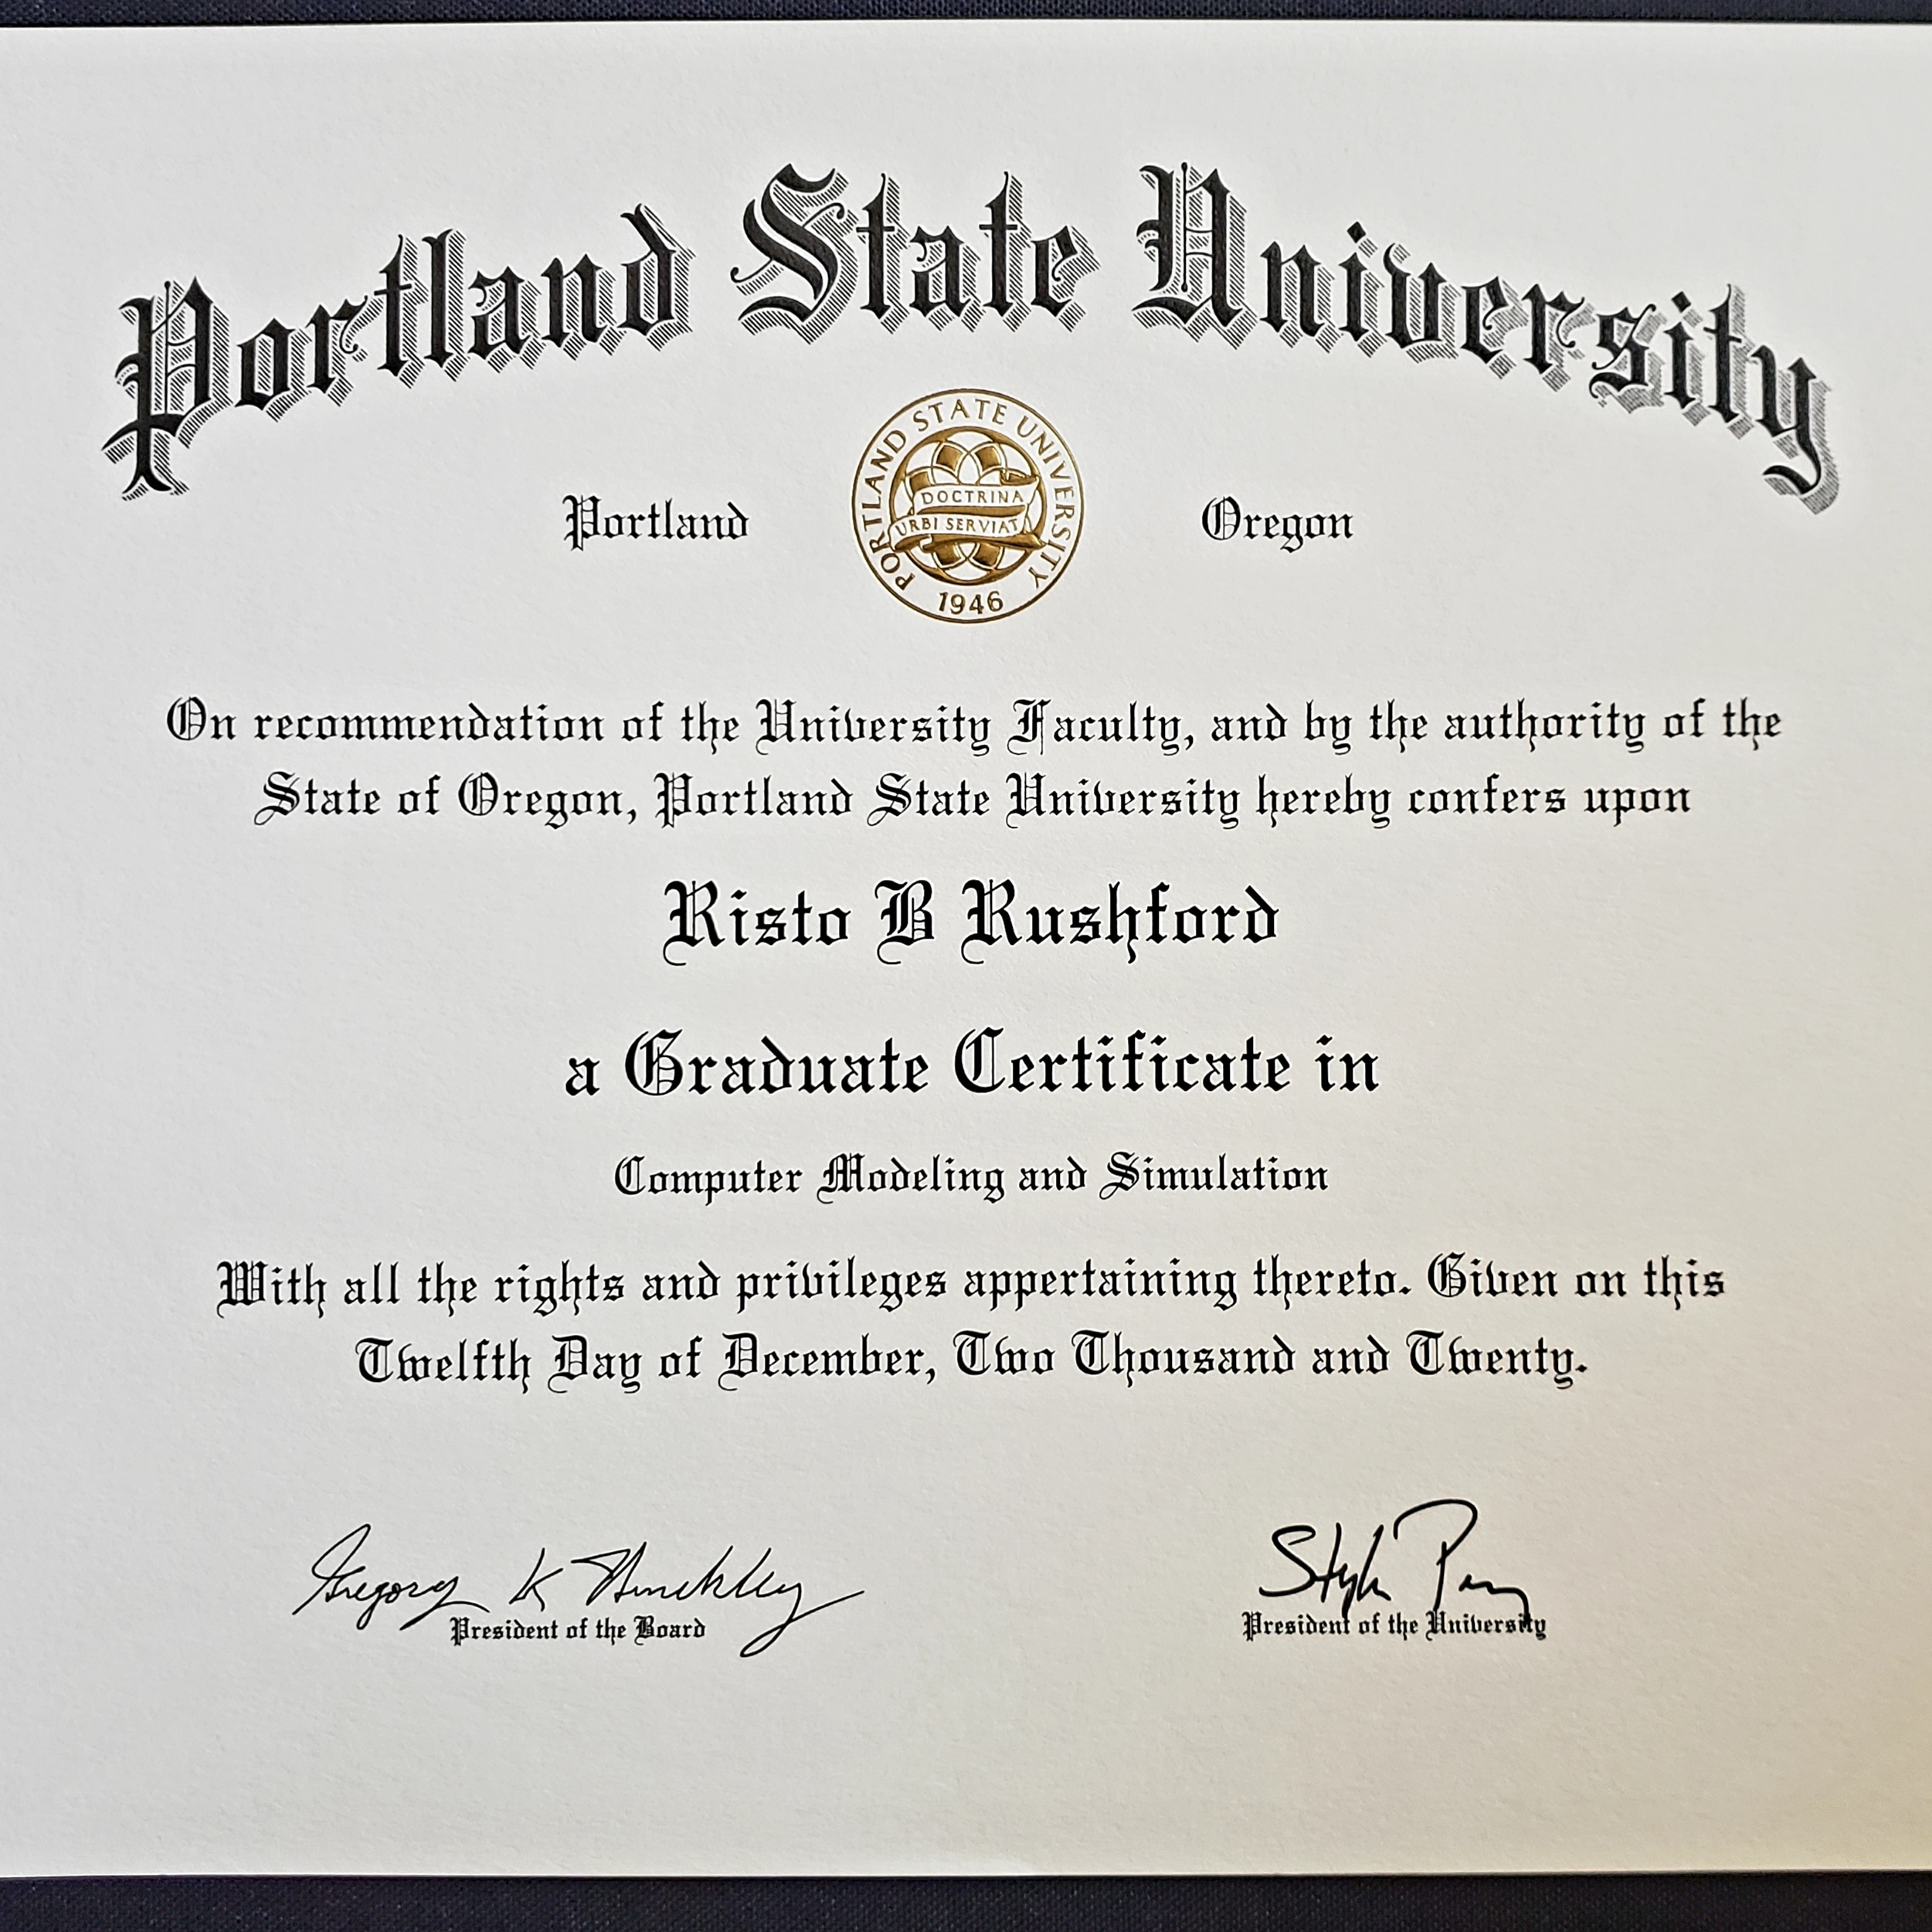 Portland State University
PORTLAND STATE UNIVERSITY
DOCTRINA
URBI SERVIAT
1946
Portland Oregon
On recommendation of the University Faculty, and by the authority of the
State of Oregon, Portland State University hereby confers upon
Risto B Rushford
a Graduate Certificate in
Computer Modeling and Simulation
With all the rights and privileges appertaining thereto. Given on this
Twelfth Day of December, Two Thousand and Twenty.
Gregory K Hinckley
President of the Board
President of the University